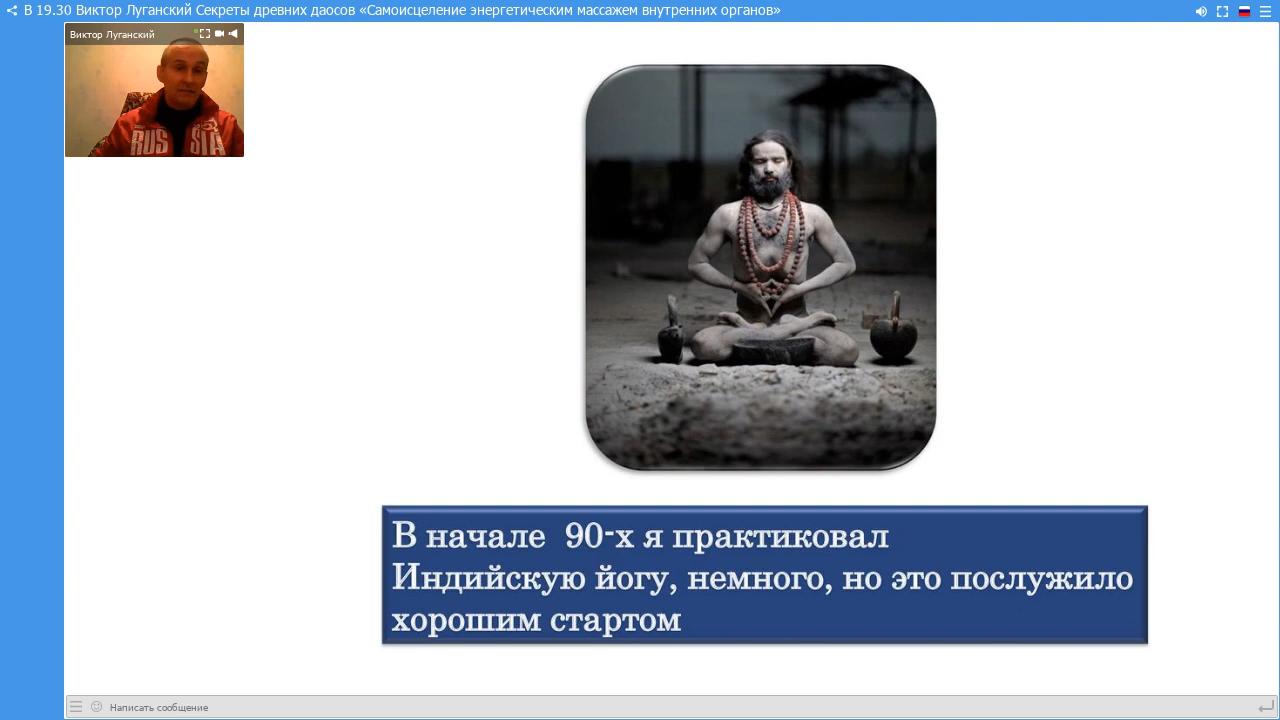 В 19.30 Виктор Луганский Секреты древних даосов «Самоисцеление энергетическим массажем внутренних органов»
Виктор Луганский
RUSSIA
В начале 90-х я практиковал
Индийскую йогу, немного, но это послужило
хорошим стартом
Написать сообщение